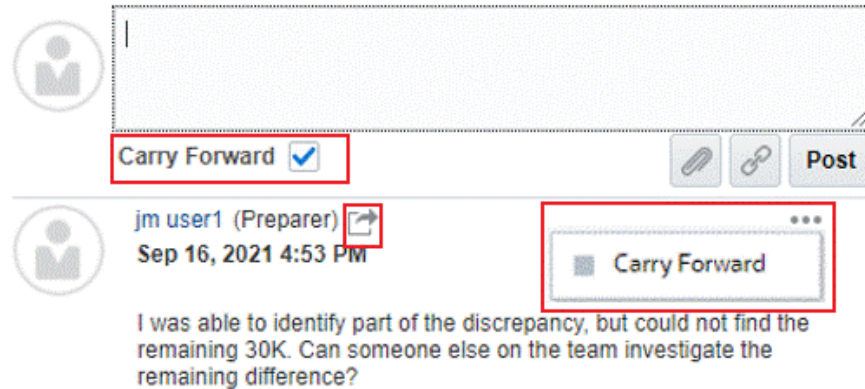 Carry Forward
Post
jm user1 (Preparer)
Sep 16, 2021 4:53 PM
Carry Forward
I was able to identify part of the discrepancy, but could not find the
remaining 30K. Can someone else on the team investigate the
remaining difference?